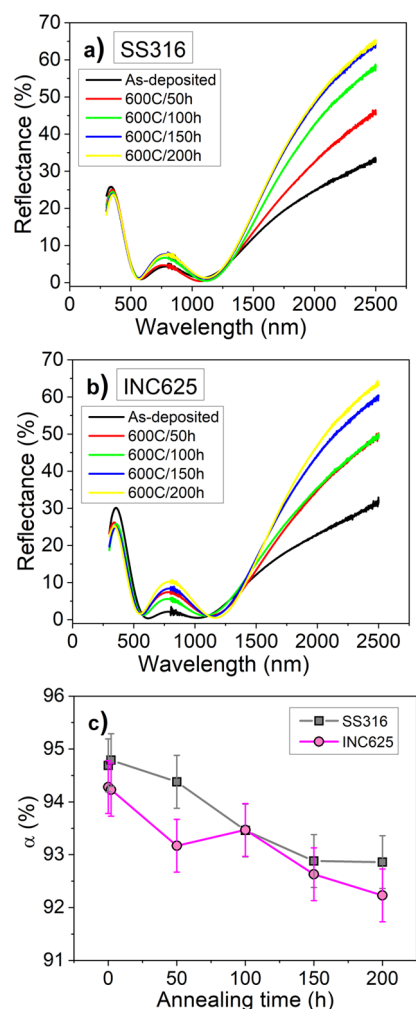 a) SS316
As-deposited
600C/50h
600C/100h
600C/150h
600C/200h
70
60
50
40
30
20
10
0
Reflectance (%)
0 500 1000 1500 2000 2500
Wavelength (nm)
b) INC625
As-deposited
600C/50h
600C/100h
600C/150h
600C/200h
70
60
50
40
30
20
10
0
Reflectance (%)
0 500 1000 1500 2000 2500
Wavelength (nm)
c)
SS316
INC625
96
95
94
93
92
91
α (%)
0 50 100 150 200
Annealing time (h)